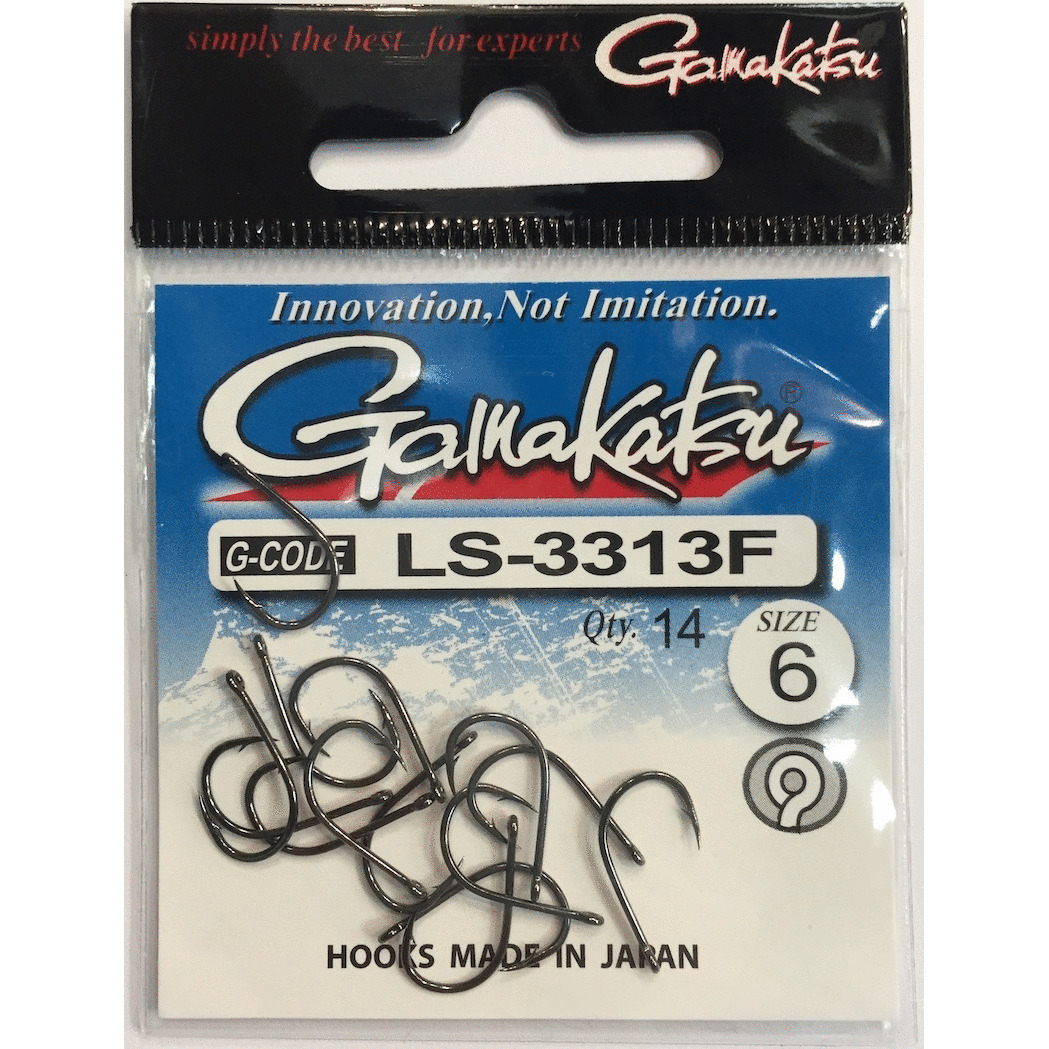 simply the best for experts Gamakatsu
Innovation,Not Imitation.
Gamakatsu®
G-CODE LS-3313F
Qty. 14
SIZE
6
HOOKS MADE IN JAPAN